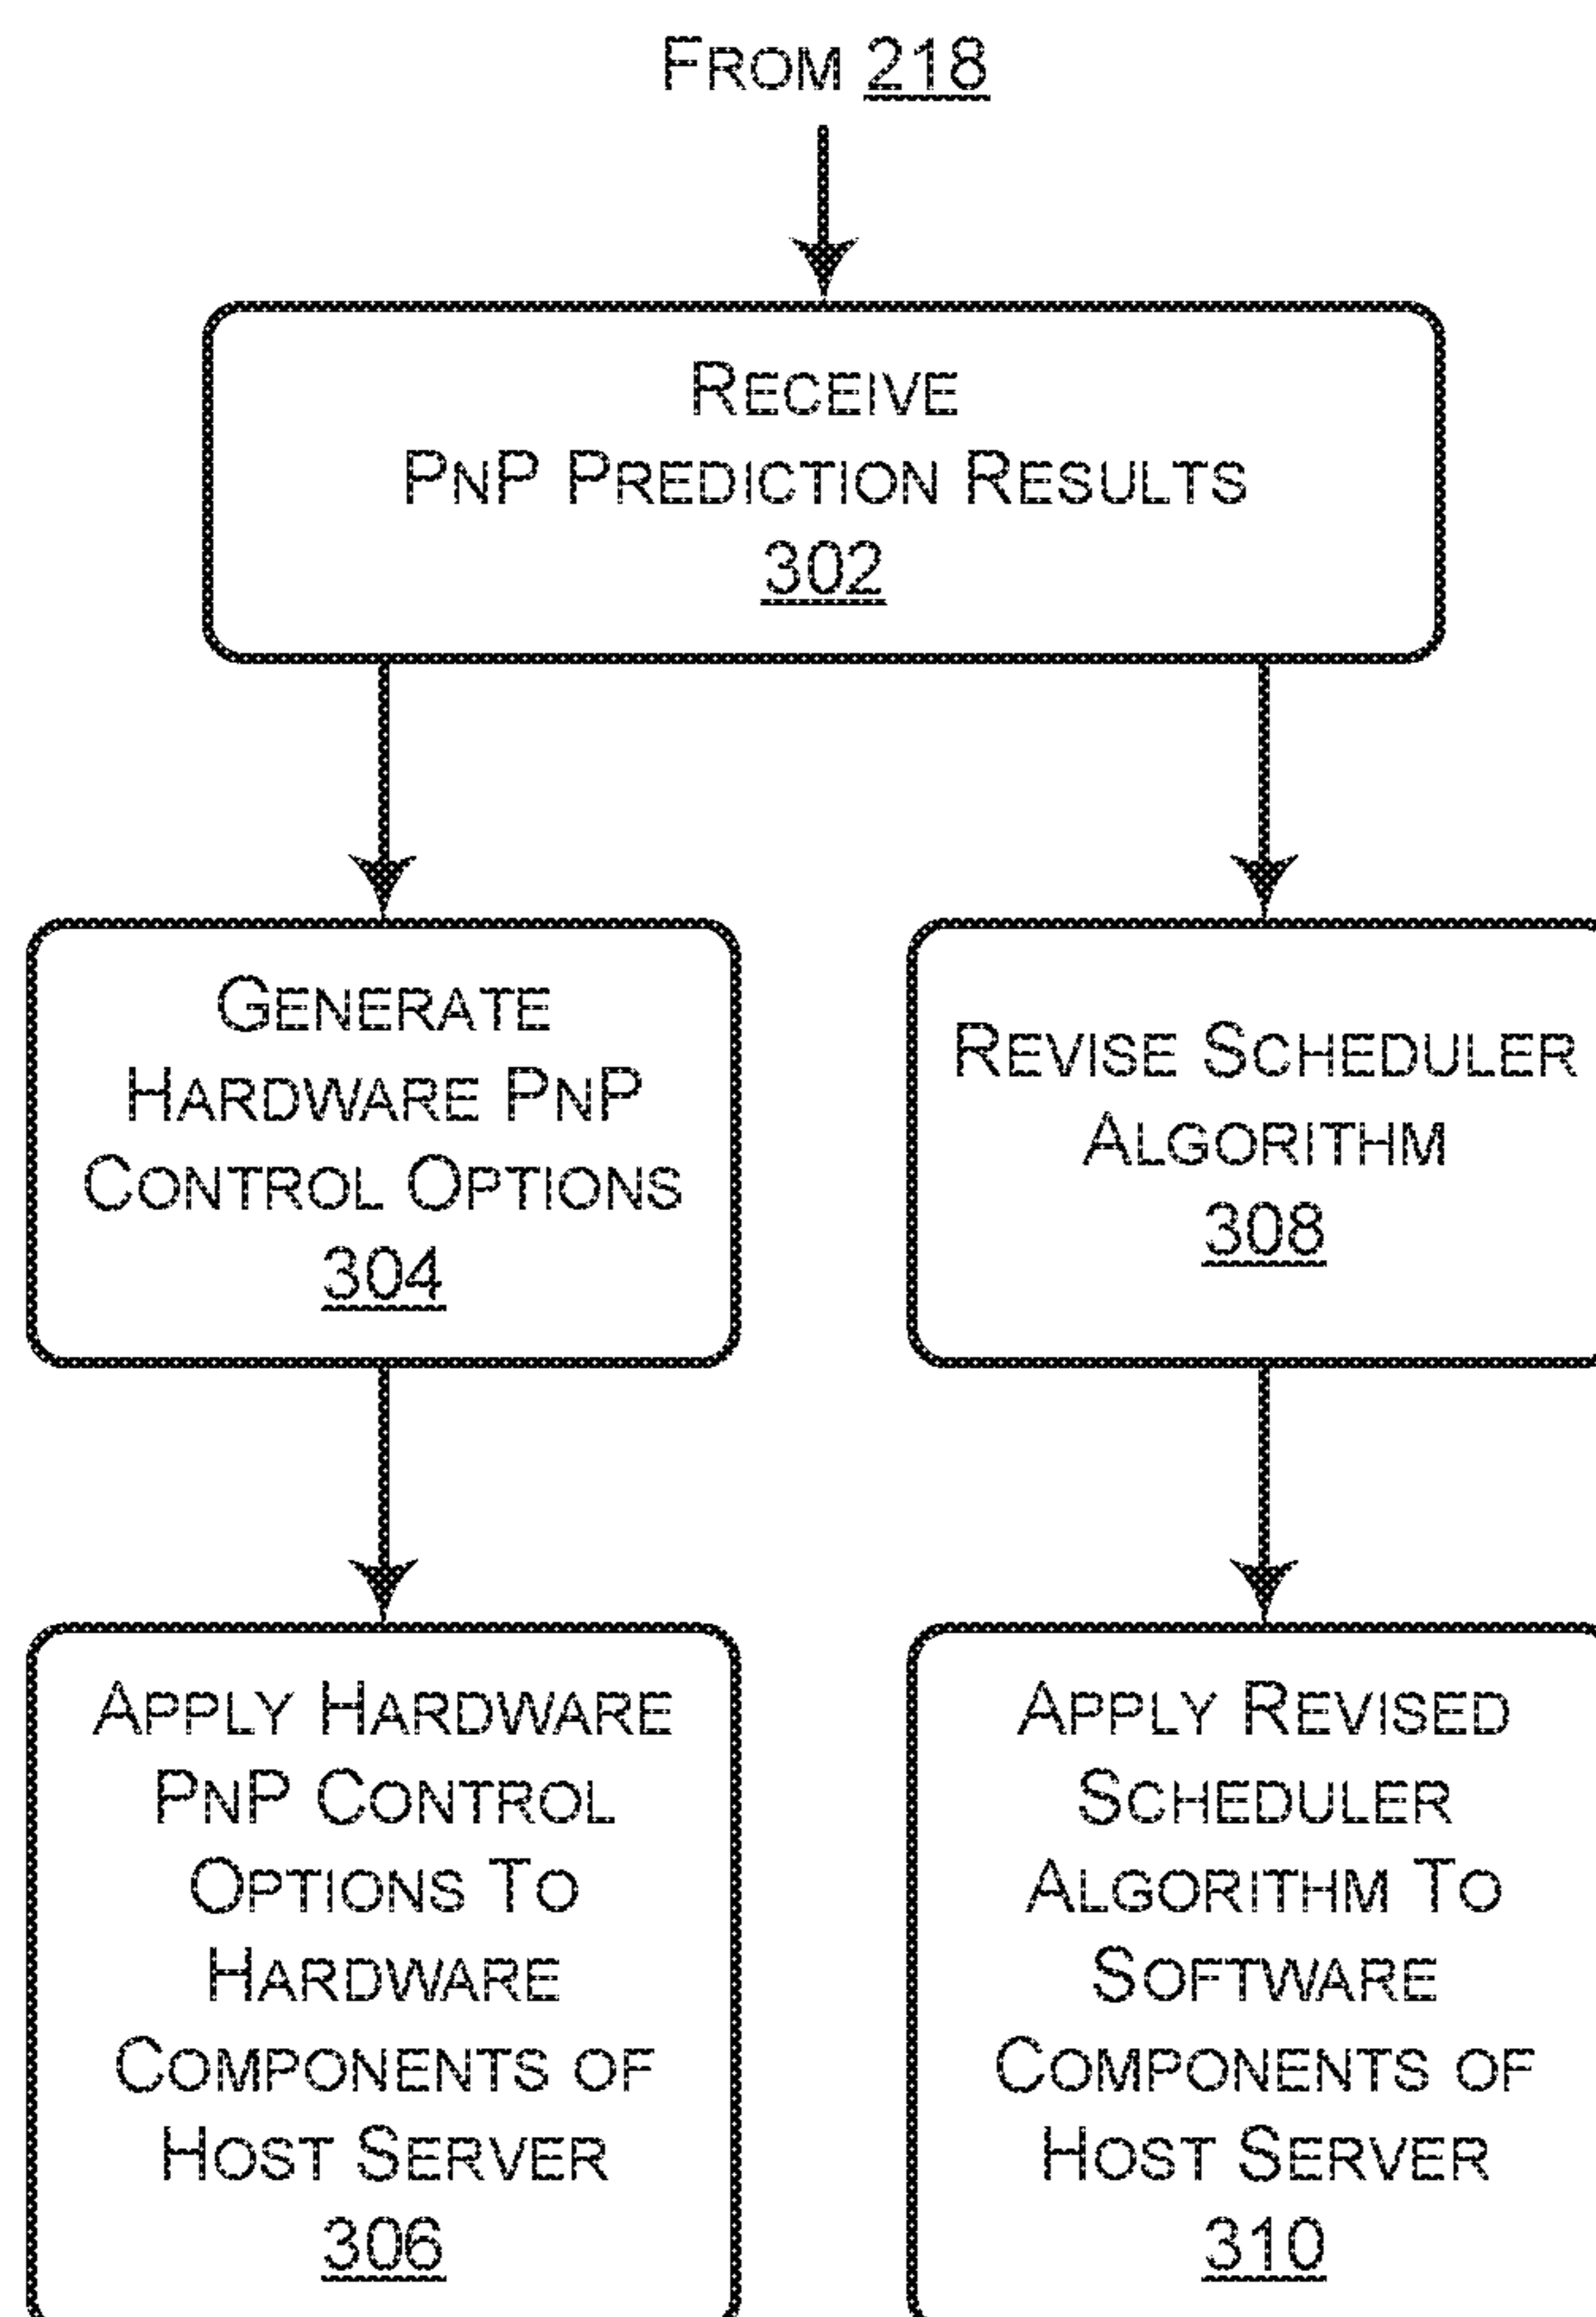 FROM 218
RECEIVE
PNP PREDICTION RESULTS
302
GENERATE
HARDWARE PNP
CONTROL OPTIONS
304
REVISE SCHEDULER
ALGORITHM
308
APPLY HARDWARE
PNP CONTROL
OPTIONS TO
HARDWARE
COMPONENTS OF
HOST SERVER
306
APPLY REVISED
SCHEDULER
ALGORITHM TO
SOFTWARE
COMPONENTS OF
HOST SERVER
310